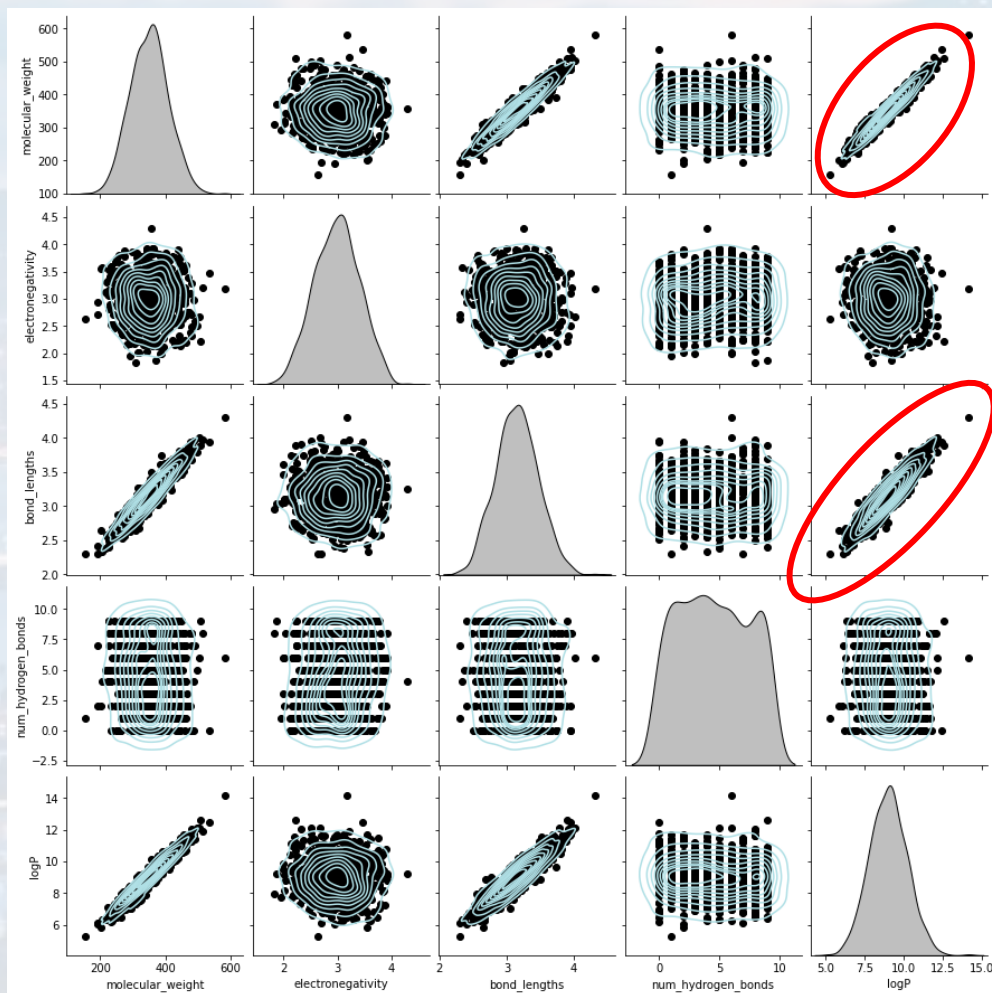 600
500
400
300
200
100
molecular_weight
4.5
4.0
3.5
3.0
2.5
2.0
1.5
electronegativity
4.5
4.0
3.5
3.0
2.5
2.0
bond_lengths
10.0
7.5
5.0
2.5
0.0
−2.5
num_hydrogen_bonds
14
12
10
8
6
logP
200 400 600
2 3 4
2 3 4
0 5 10
5.0 7.5 10.0 12.5 15.0
molecular_weight electronegativity bond_lengths num_hydrogen_bonds logP